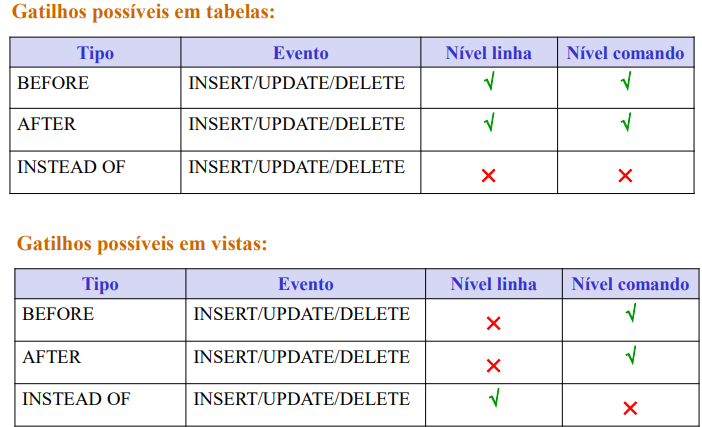 Gatilhos possíveis em tabelas:
Tipo Evento Nível linha Nível comando
BEFORE INSERT/UPDATE/DELETE √ √
AFTER INSERT/UPDATE/DELETE √ √
INSTEAD OF INSERT/UPDATE/DELETE × ×
Gatilhos possíveis em vistas:
Tipo Evento Nível linha Nível comando
BEFORE INSERT/UPDATE/DELETE × √
AFTER INSERT/UPDATE/DELETE × √
INSTEAD OF INSERT/UPDATE/DELETE √ ×